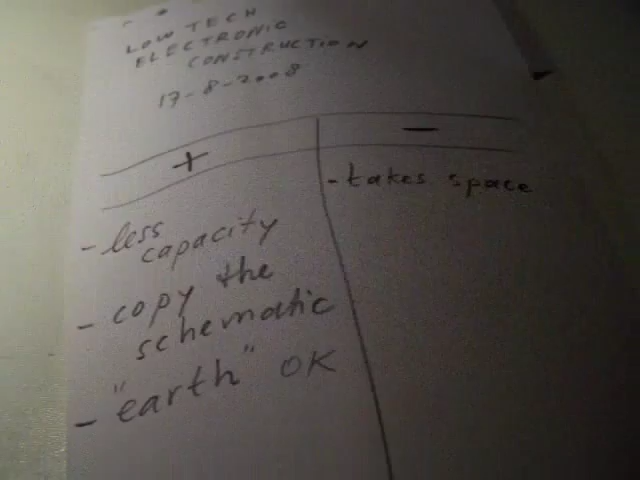 LOW TECH
ELECTRONIC
CONSTRUCTION
17-8-2008
+ -
- takes space
- less
capacity
- copy the
schematic
- "earth" OK